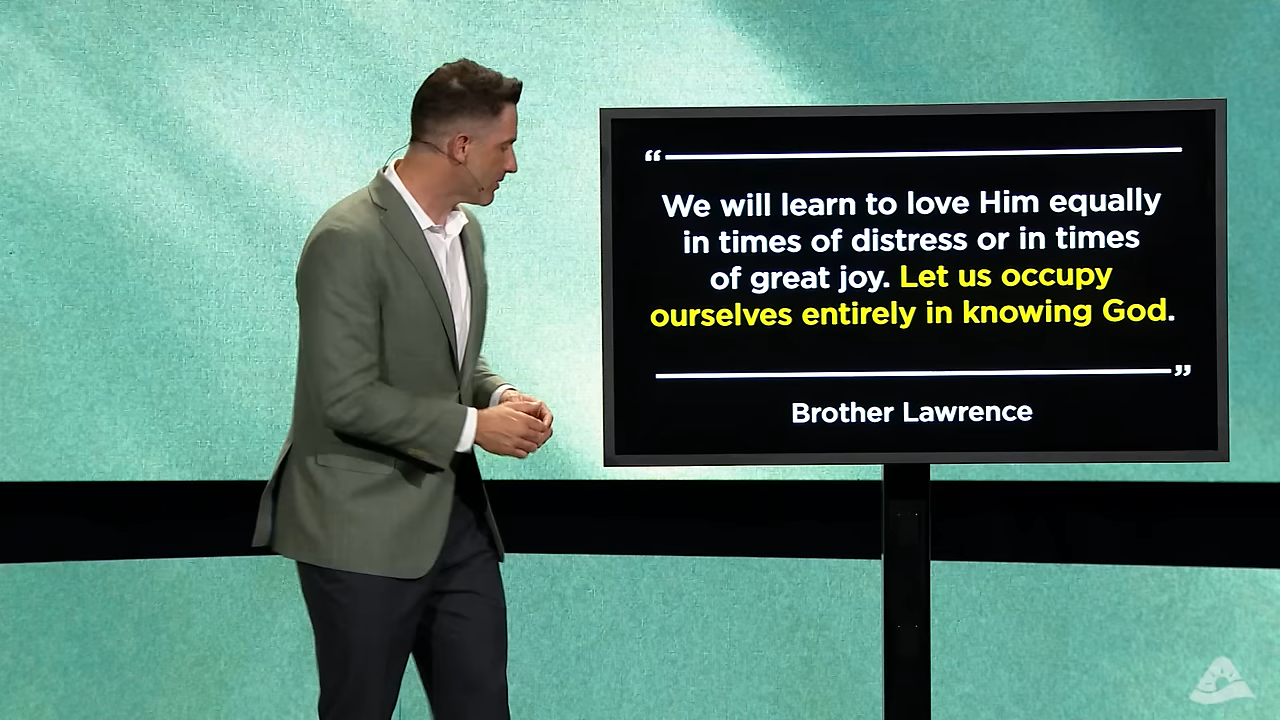 “
We will learn to love Him equally
in times of distress or in times
of great joy. Let us occupy
ourselves entirely in knowing God.
”
Brother Lawrence